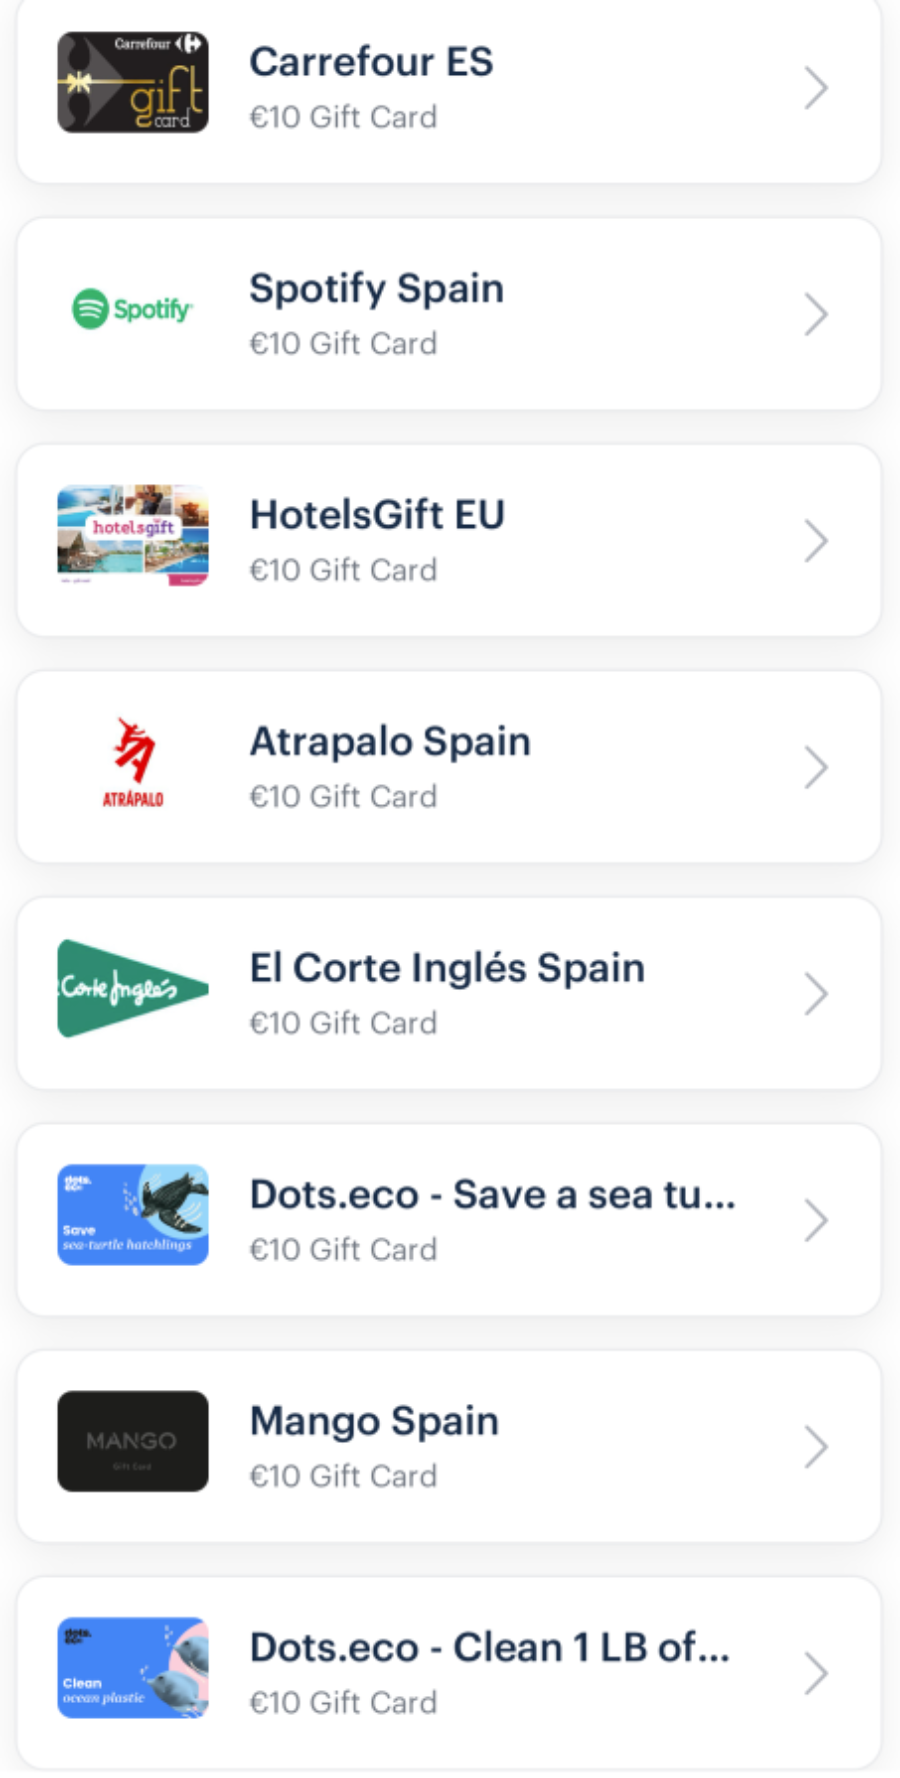 Carrefour
gift
card
Carrefour ES
€10 Gift Card
Spotify
Spotify Spain
€10 Gift Card
hotelsgift
HotelsGift EU
€10 Gift Card
ATRÁPALO
Atrapalo Spain
€10 Gift Card
Corte Inglés
El Corte Inglés Spain
€10 Gift Card
dots.
eco
Save
sea-turtle hatchlings
Dots.eco - Save a sea tu...
€10 Gift Card
MANGO
Gift Card
Mango Spain
€10 Gift Card
dots.
eco
Clean
ocean plastic
Dots.eco - Clean 1 LB of...
€10 Gift Card